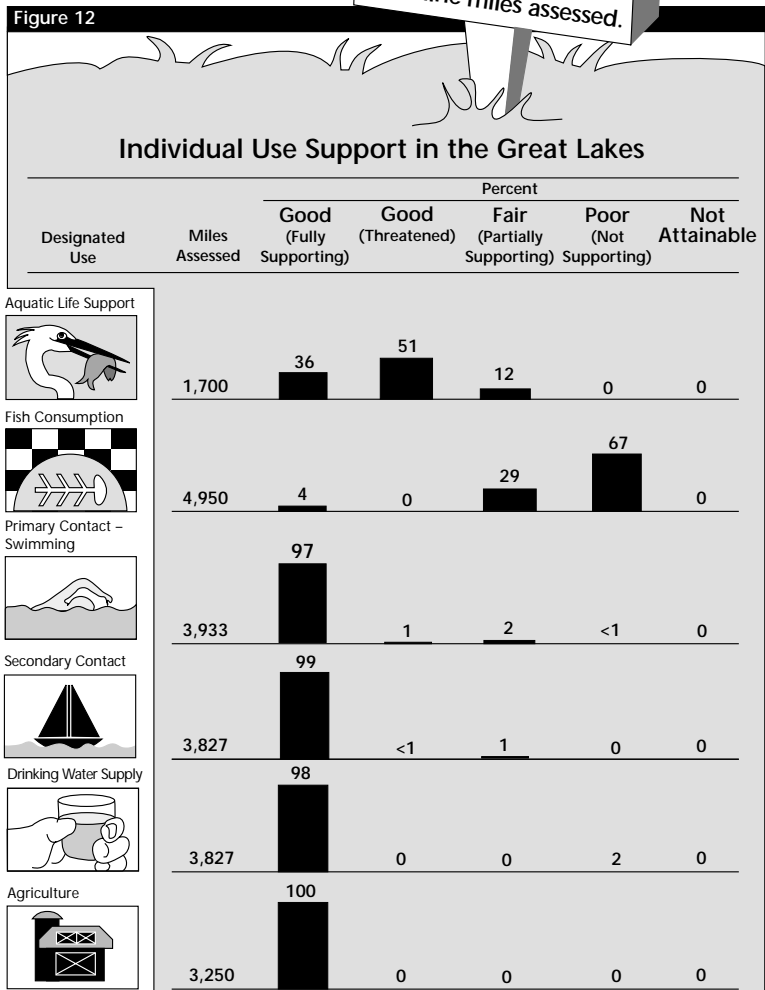 miles assessed.
Figure 12
Individual Use Support in the Great Lakes
Percent
Designated Use
Miles Assessed
Good (Fully Supporting)
Good (Threatened)
Fair (Partially Supporting)
Poor (Not Supporting)
Not Attainable
Aquatic Life Support
1,700 36 51 12 0 0
Fish Consumption
4,950 4 0 29 67 0
Primary Contact –
Swimming
3,933 97 1 2 <1 0
Secondary Contact
3,827 99 <1 1 0 0
Drinking Water Supply
3,827 98 0 0 2 0
Agriculture
3,250 100 0 0 0 0